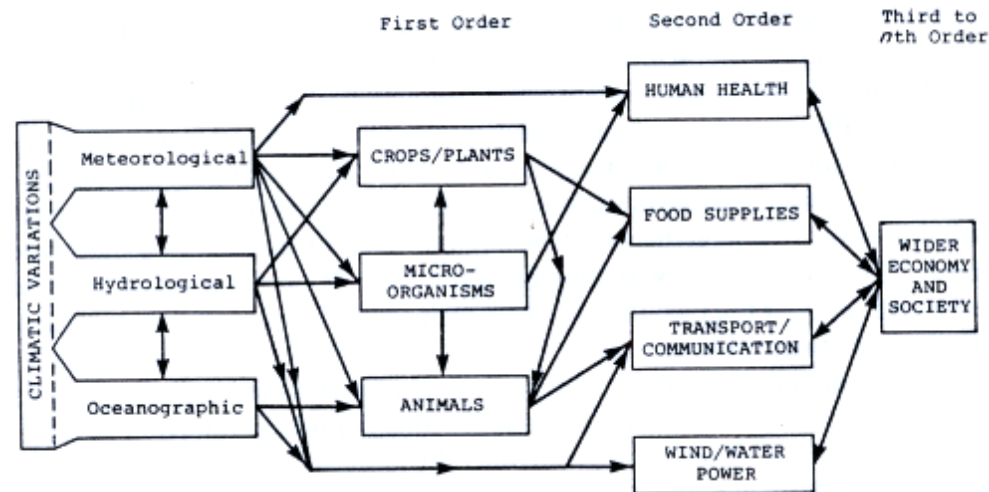 First Order
Second Order
Third to
nth Order
CLIMATIC VARIATIONS
Meteorological
Hydrological
Oceanographic
CROPS/PLANTS
MICRO-
ORGANISMS
ANIMALS
HUMAN HEALTH
FOOD SUPPLIES
TRANSPORT/
COMMUNICATION
WIND/WATER
POWER
WIDER
ECONOMY
AND
SOCIETY